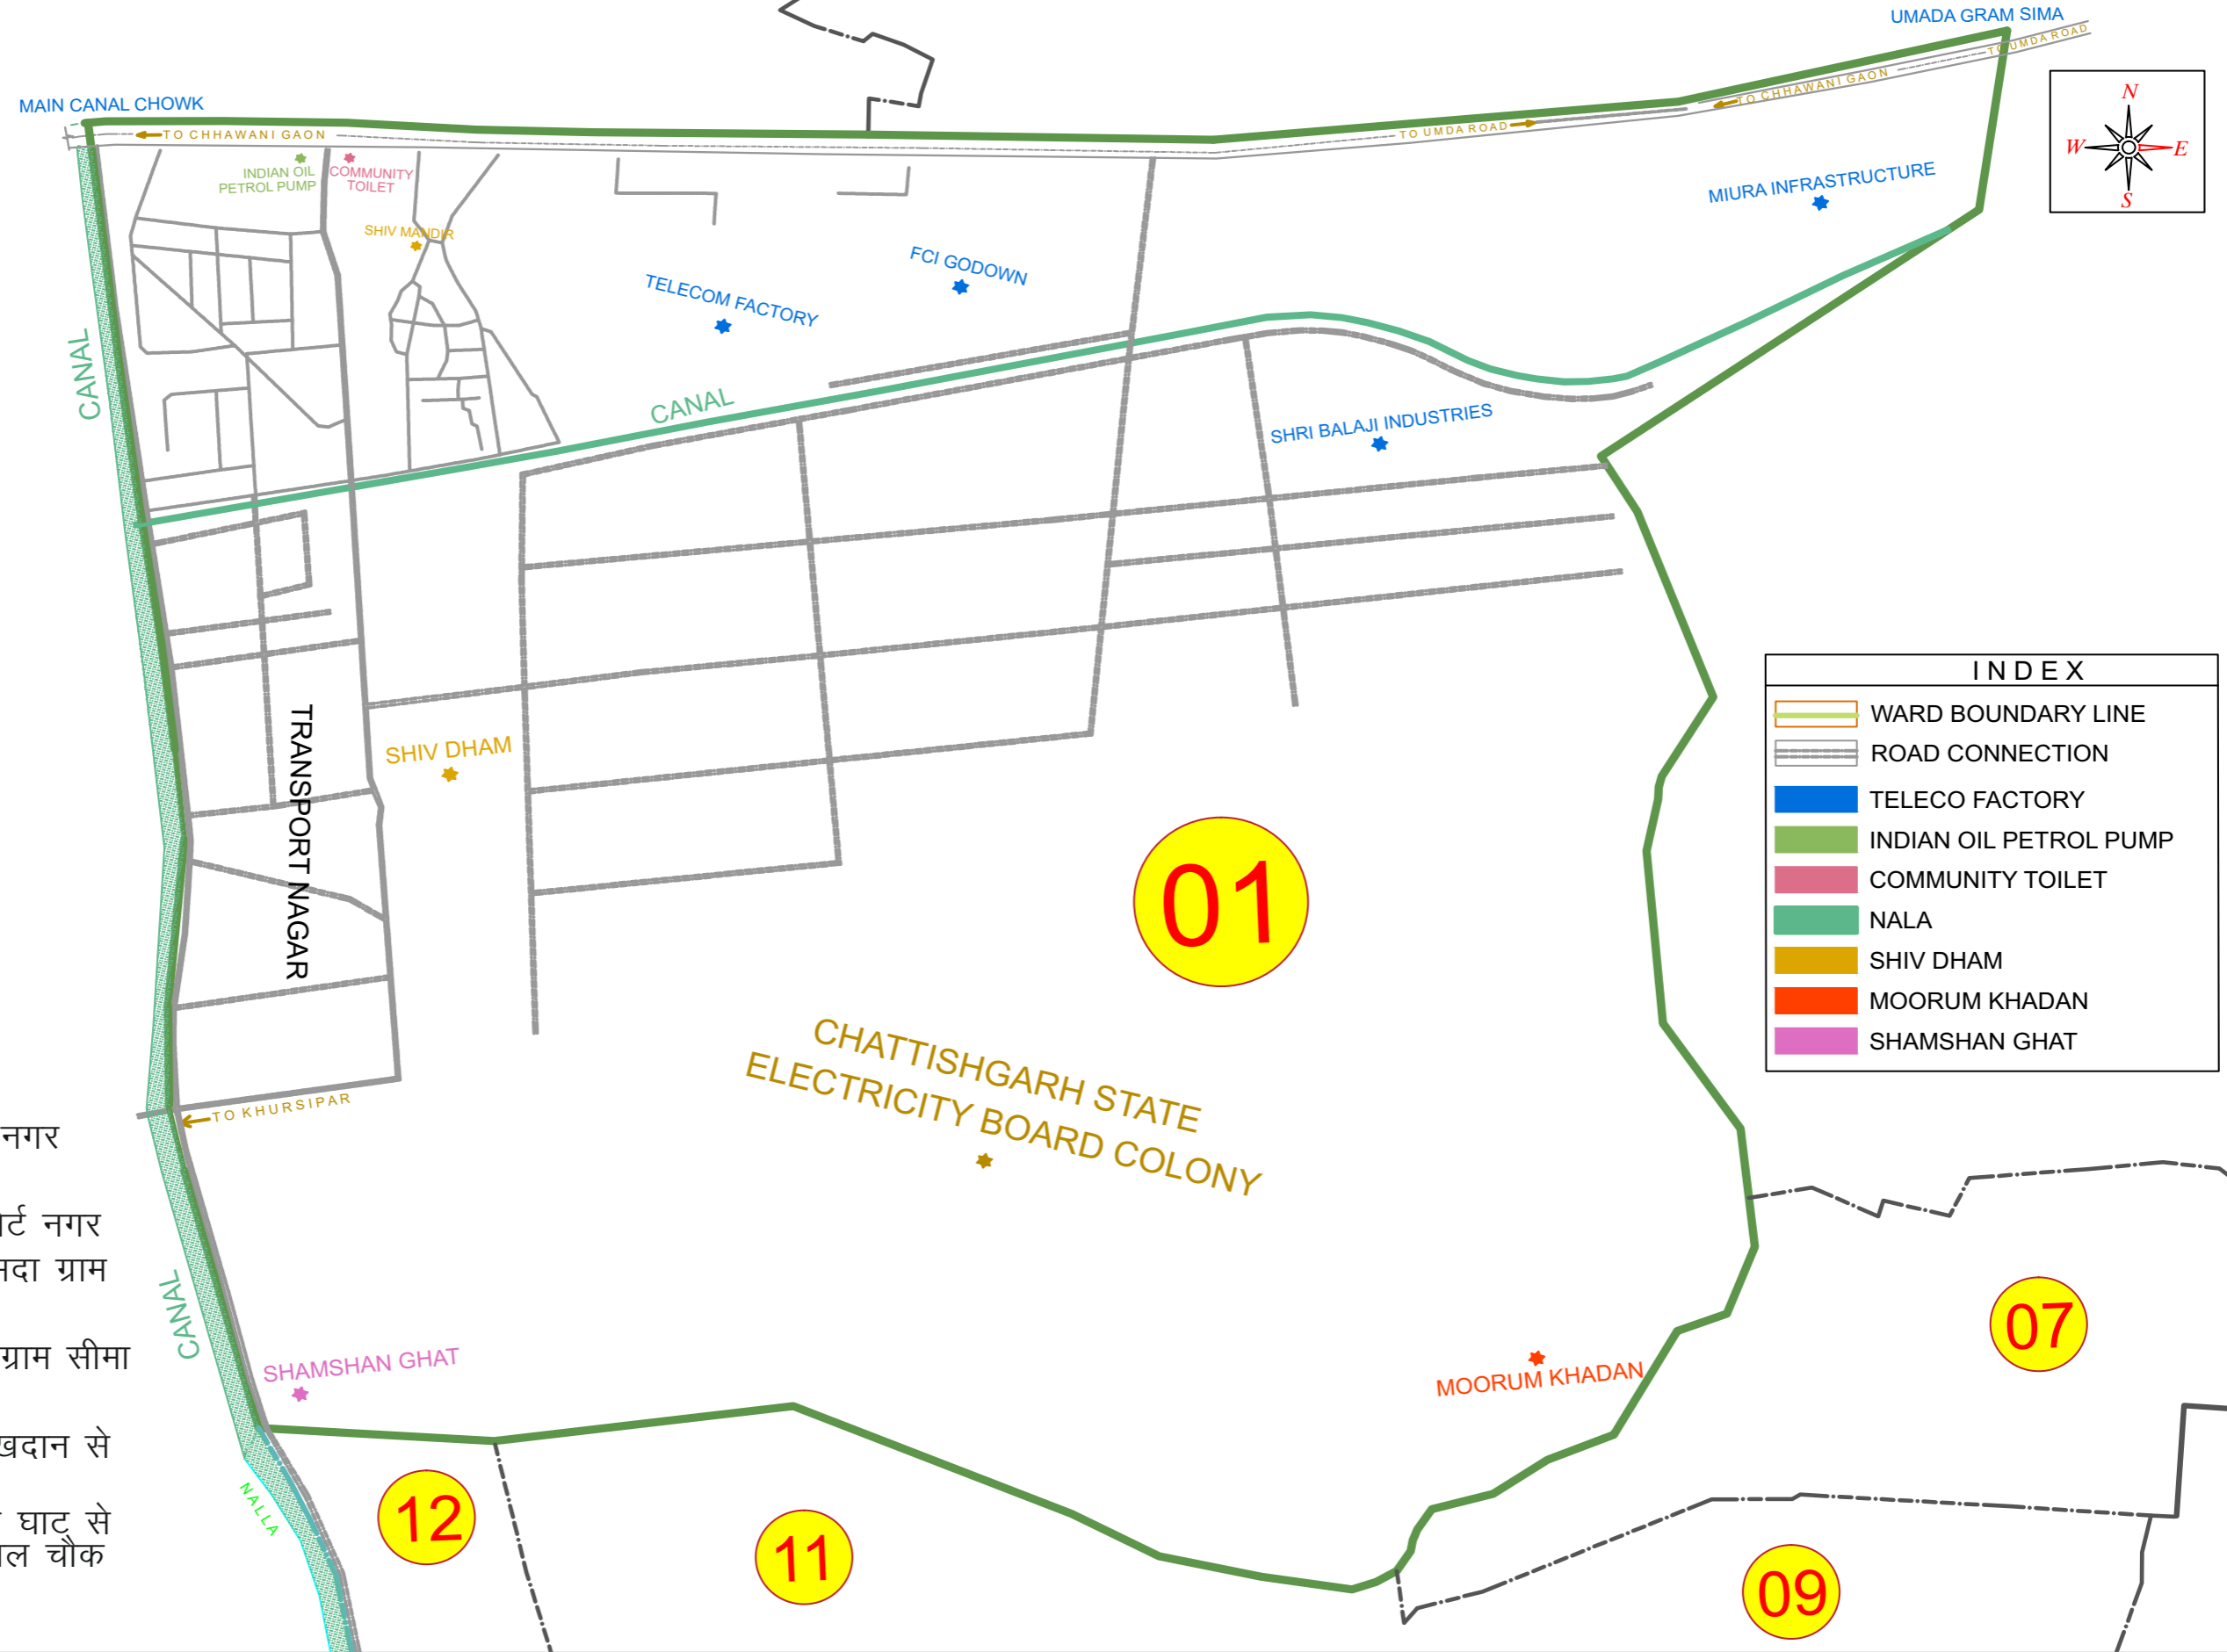 UMADA GRAM SIMA
TO UMDA ROAD
MAIN CANAL CHOWK
TO CHHAWANI GAON
TO CHHAWANI GAON
TO UMDA ROAD
N
W
E
S
INDIAN OIL
PETROL PUMP
COMMUNITY
TOILET
SHIV MANDIR
MIURA INFRASTRUCTURE
FCI GODOWN
TELECOM FACTORY
CANAL
CANAL
SHRI BALAJI INDUSTRIES
TRANSPORT NAGAR
SHIV DHAM
01
INDEX
WARD BOUNDARY LINE
ROAD CONNECTION
TELECO FACTORY
INDIAN OIL PETROL PUMP
COMMUNITY TOILET
NALA
SHIV DHAM
MOORUM KHADAN
SHAMSHAN GHAT
CHATTISHGARH STATE
ELECTRICITY BOARD COLONY
TO KHURSIPAR
नगर
नगर
ग्राम
ग्राम सीमा
खदान से
घाट से
चौक
CANAL
SHAMSHAN GHAT
MOORUM KHADAN
NALLA
12
11
07
09